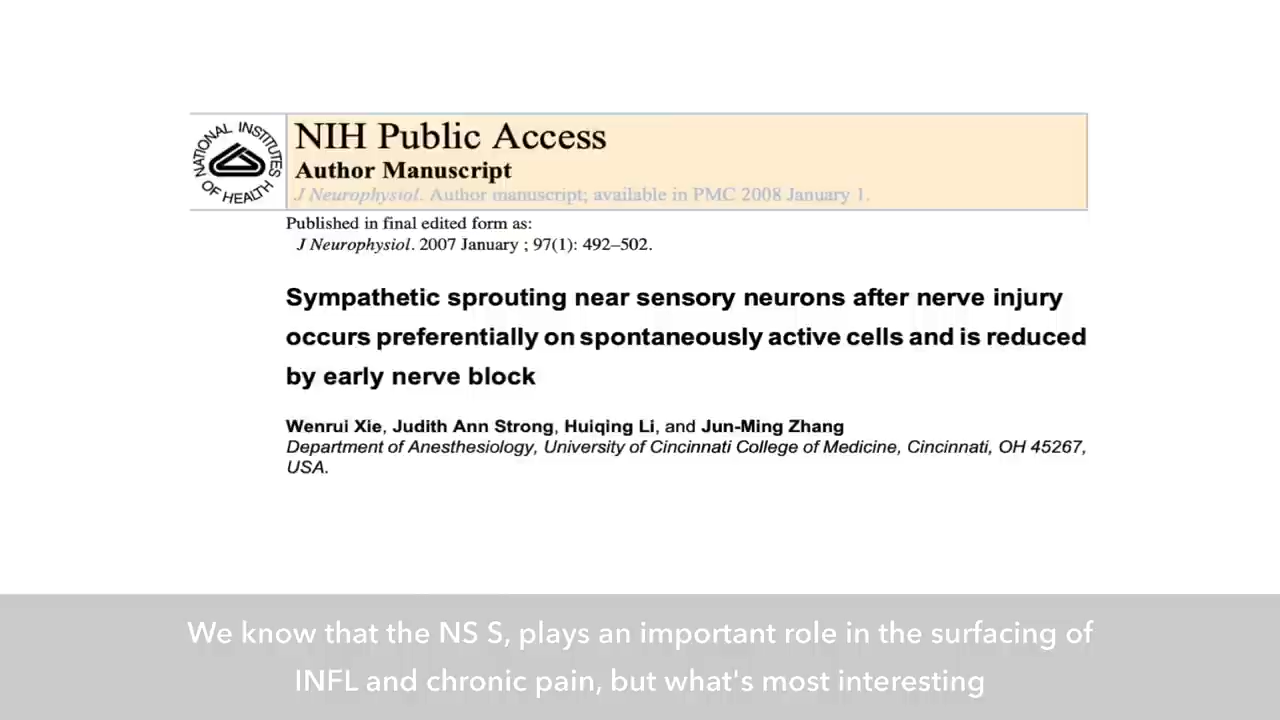 NATIONAL INSTITUTES OF HEALTH
NIH Public Access
Author Manuscript
J Neurophysiol. Author manuscript; available in PMC 2008 January 1.
Published in final edited form as:
J Neurophysiol. 2007 January ; 97(1): 492–502.
Sympathetic sprouting near sensory neurons after nerve injury
occurs preferentially on spontaneously active cells and is reduced
by early nerve block
Wenrui Xie, Judith Ann Strong, Huiqing Li, and Jun-Ming Zhang
Department of Anesthesiology, University of Cincinnati College of Medicine, Cincinnati, OH 45267,
USA.
We know that the NS S, plays an important role in the surfacing of
INFL and chronic pain, but what's most interesting